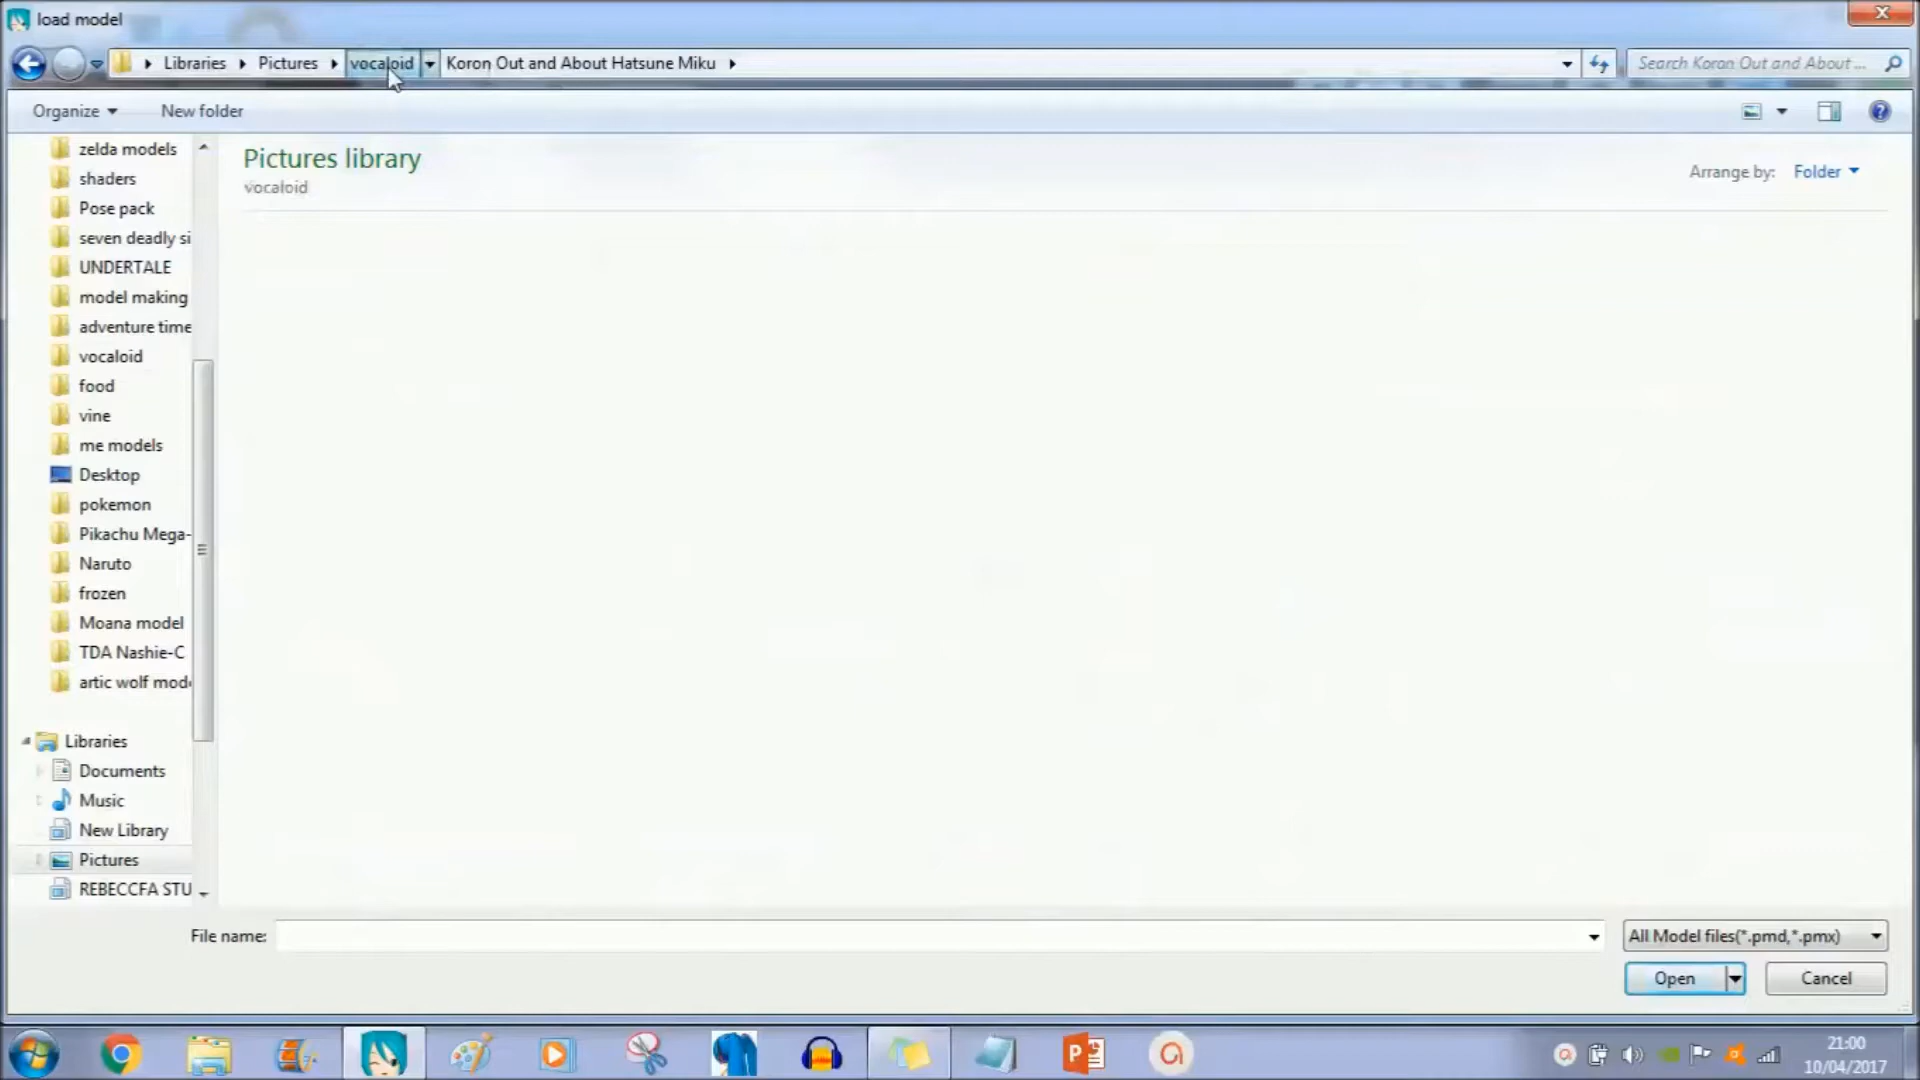 load model
Libraries Pictures vocaloid Koron Out and About Hatsune Miku
Search Koron Out and About ...
Organize New folder
Pictures library
vocaloid
Arrange by: Folder
zelda models
shaders
Pose pack
seven deadly si
UNDERTALE
model making
adventure time
vocaloid
food
vine
me models
Desktop
pokemon
Pikachu Mega-
Naruto
frozen
Moana model
TDA Nashie-C
artic wolf mod
Libraries
Documents
Music
New Library
Pictures
REBECCFA STU
File name:
All Model files(*.pmd,*.pmx)
Open Cancel
21:00
10/04/2017